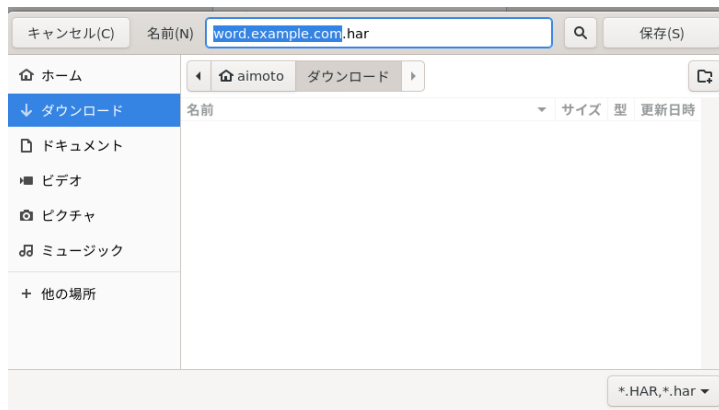 キャンセル(C) 名前(N) word.example.com.har 保存(S)
ホーム
ダウンロード
ドキュメント
ビデオ
ピクチャ
ミュージック
他の場所
aimoto ダウンロード
名前 サイズ 型 更新日時
*.HAR,*.har